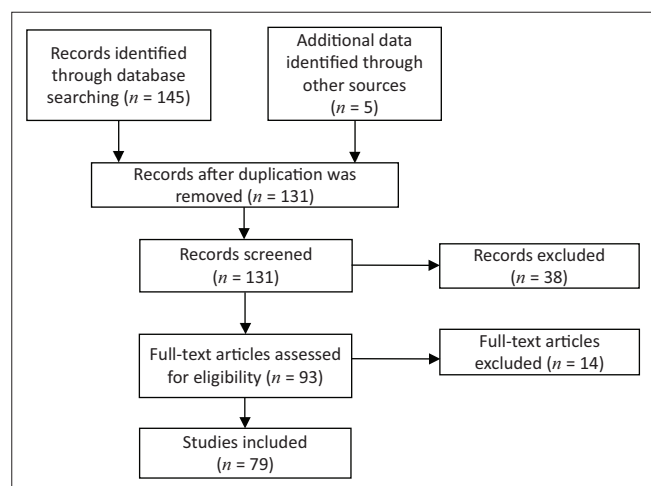 Records identified
through database
searching (n = 145)
Additional data
identified through
other sources
(n = 5)
Records after duplication was
removed (n = 131)
Records screened
(n = 131)
Records excluded
(n = 38)
Full-text articles assessed
for eligibility (n = 93)
Full-text articles
excluded (n = 14)
Studies included
(n = 79)